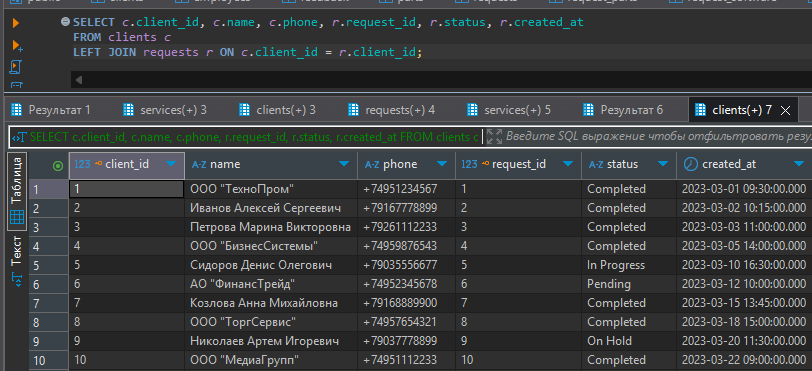 SELECT c.client_id, c.name, c.phone, r.request_id, r.status, r.created_at
FROM clients c
LEFT JOIN requests r ON c.client_id = r.client_id;
Результат 1 services(+) 3 clients(+) 3 requests(+) 4 services(+) 5 Результат 6 clients(+) 7
SELECT c.client_id, c.name, c.phone, r.request_id, r.status, r.created_at FROM clients c Введите SQL выражение чтобы отфильтровать резу
Таблица
Текст
123 client_id A-Z name A-Z phone 123 request_id A-Z status created_at
1 1 ООО "ТехноПром" +74951234567 1 Completed 2023-03-01 09:30:00.000
2 2 Иванов Алексей Сергеевич +79167778899 2 Completed 2023-03-02 10:15:00.000
3 3 Петрова Марина Викторовна +79261112233 3 Completed 2023-03-03 11:00:00.000
4 4 ООО "БизнесСистемы" +74959876543 4 Completed 2023-03-05 14:00:00.000
5 5 Сидоров Денис Олегович +79035556677 5 In Progress 2023-03-10 16:30:00.000
6 6 АО "ФинансТрейд" +74952345678 6 Pending 2023-03-12 10:00:00.000
7 7 Козлова Анна Михайловна +79168889900 7 Completed 2023-03-15 13:45:00.000
8 8 ООО "ТоргСервис" +74957654321 8 Completed 2023-03-18 15:00:00.000
9 9 Николаев Артем Игоревич +79037778899 9 On Hold 2023-03-20 11:30:00.000
10 10 ООО "МедиаГрупп" +74951112233 10 Completed 2023-03-22 09:00:00.000